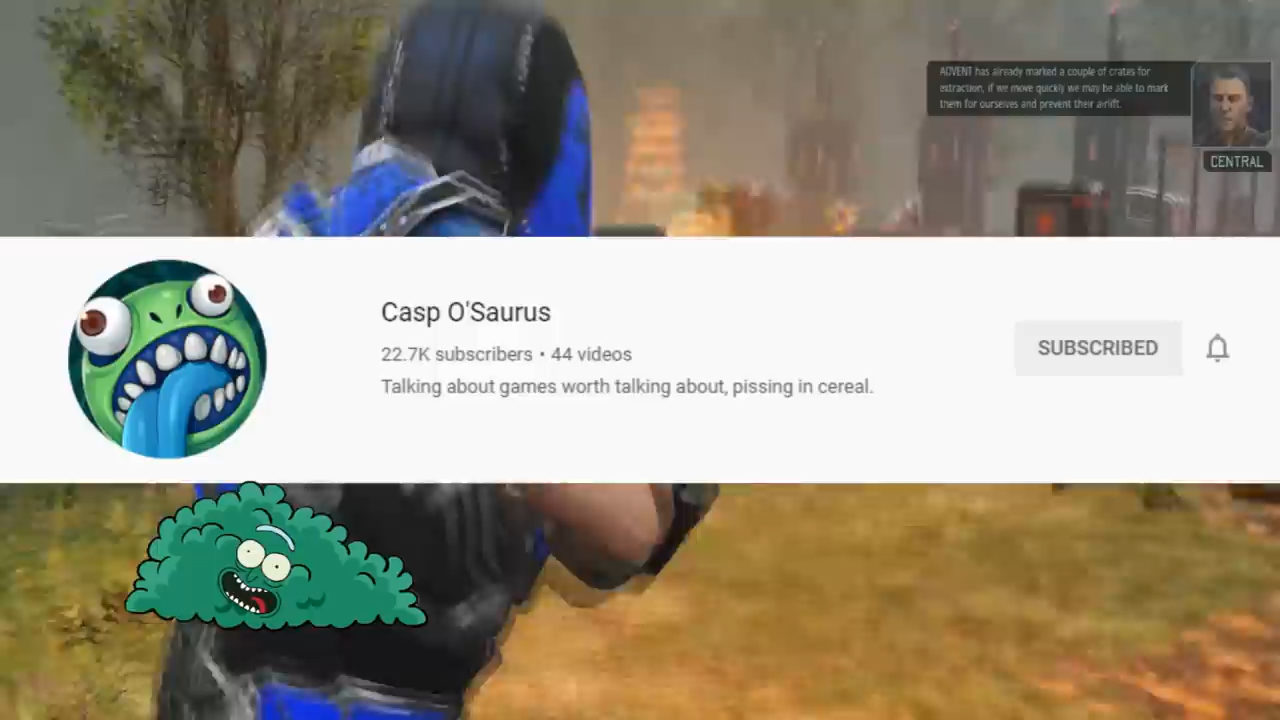 ADVENT has already marked a couple of crates for
extraction, if we move quickly we may be able to mark
them for ourselves and prevent their airlift.
CENTRAL
Casp O'Saurus
22.7K subscribers • 44 videos
Talking about games worth talking about, pissing in cereal.
SUBSCRIBED